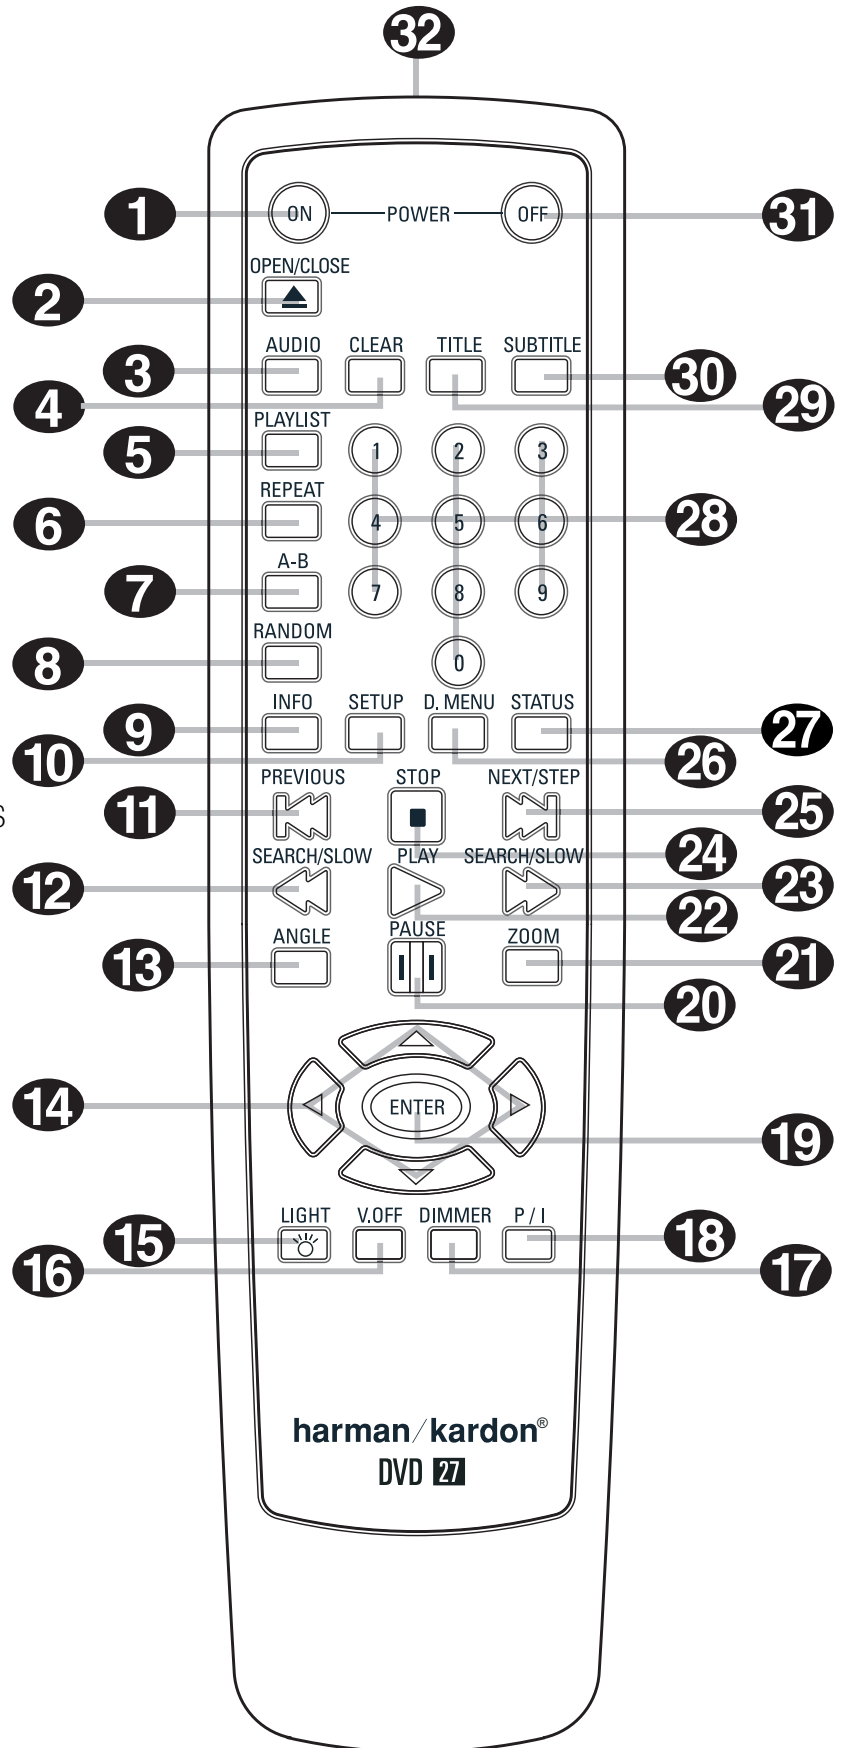 32
1 ON POWER OFF 31
OPEN/CLOSE
2
AUDIO CLEAR TITLE SUBTITLE
3 30
4 29
PLAYLIST
5 1 2 3
REPEAT
6 4 5 6 28
A-B
7 7 8 9
RANDOM
8 0
INFO SETUP D. MENU STATUS
9 27
10 26
PREVIOUS STOP NEXT/STEP
S
11 25
24
SEARCH/SLOW PLAY SEARCH/SLOW
12 23
22
ANGLE PAUSE ZOOM
13 21
20
14 ENTER
19
LIGHT V.OFF DIMMER P / I
15 18
16 17
harman/kardon®
DVD 27